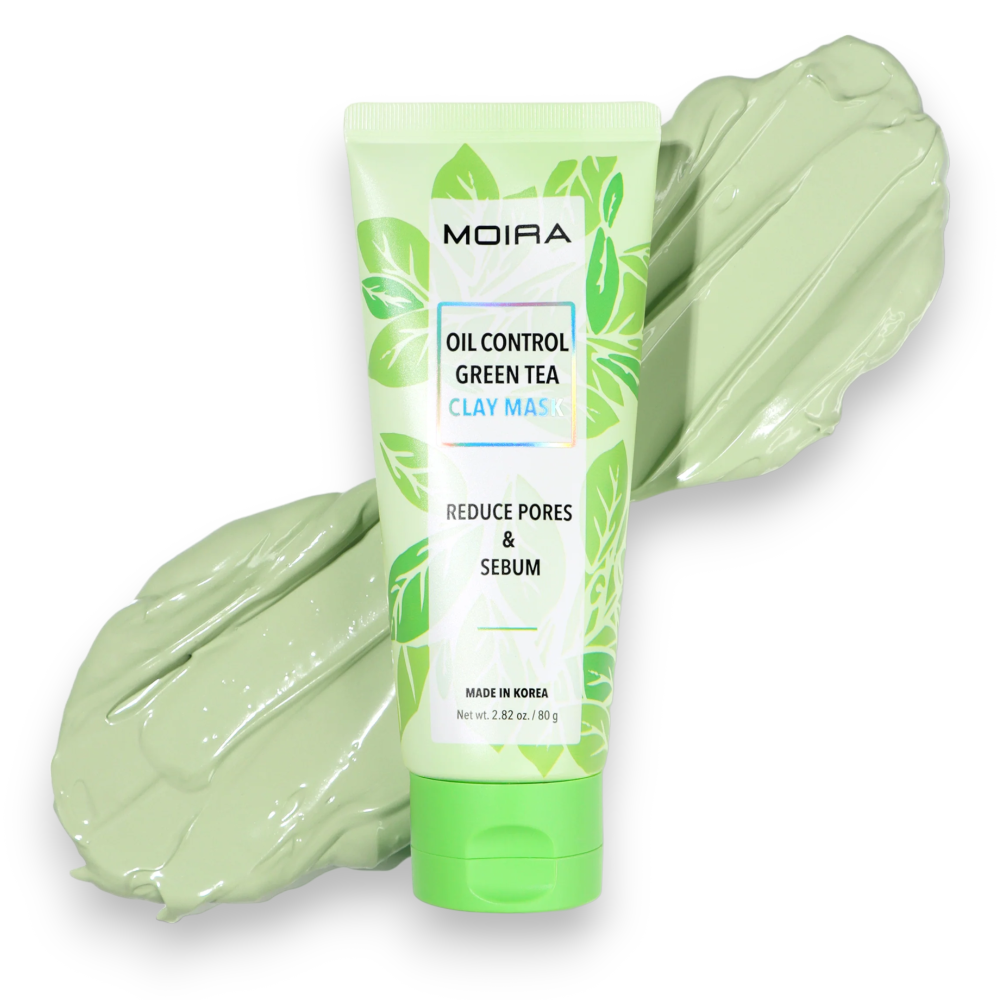 MOIRA
OIL CONTROL
GREEN TEA
CLAY MASK
REDUCE PORES
&
SEBUM
MADE IN KOREA
Net wt. 2.82 oz. / 80 g